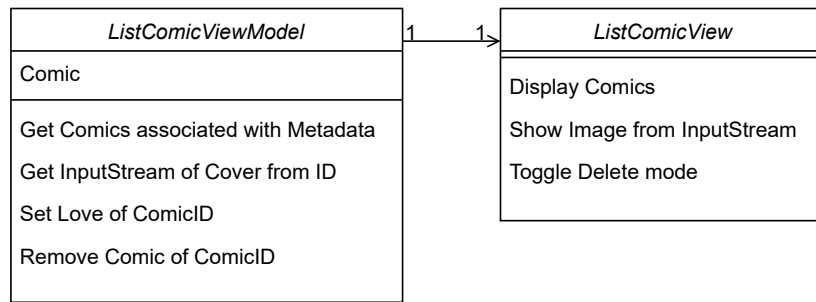 ListComicViewModel
Comic
Get Comics associated with Metadata
Get InputStream of Cover from ID
Set Love of ComicID
Remove Comic of ComicID
1 1
ListComicView
Display Comics
Show Image from InputStream
Toggle Delete mode